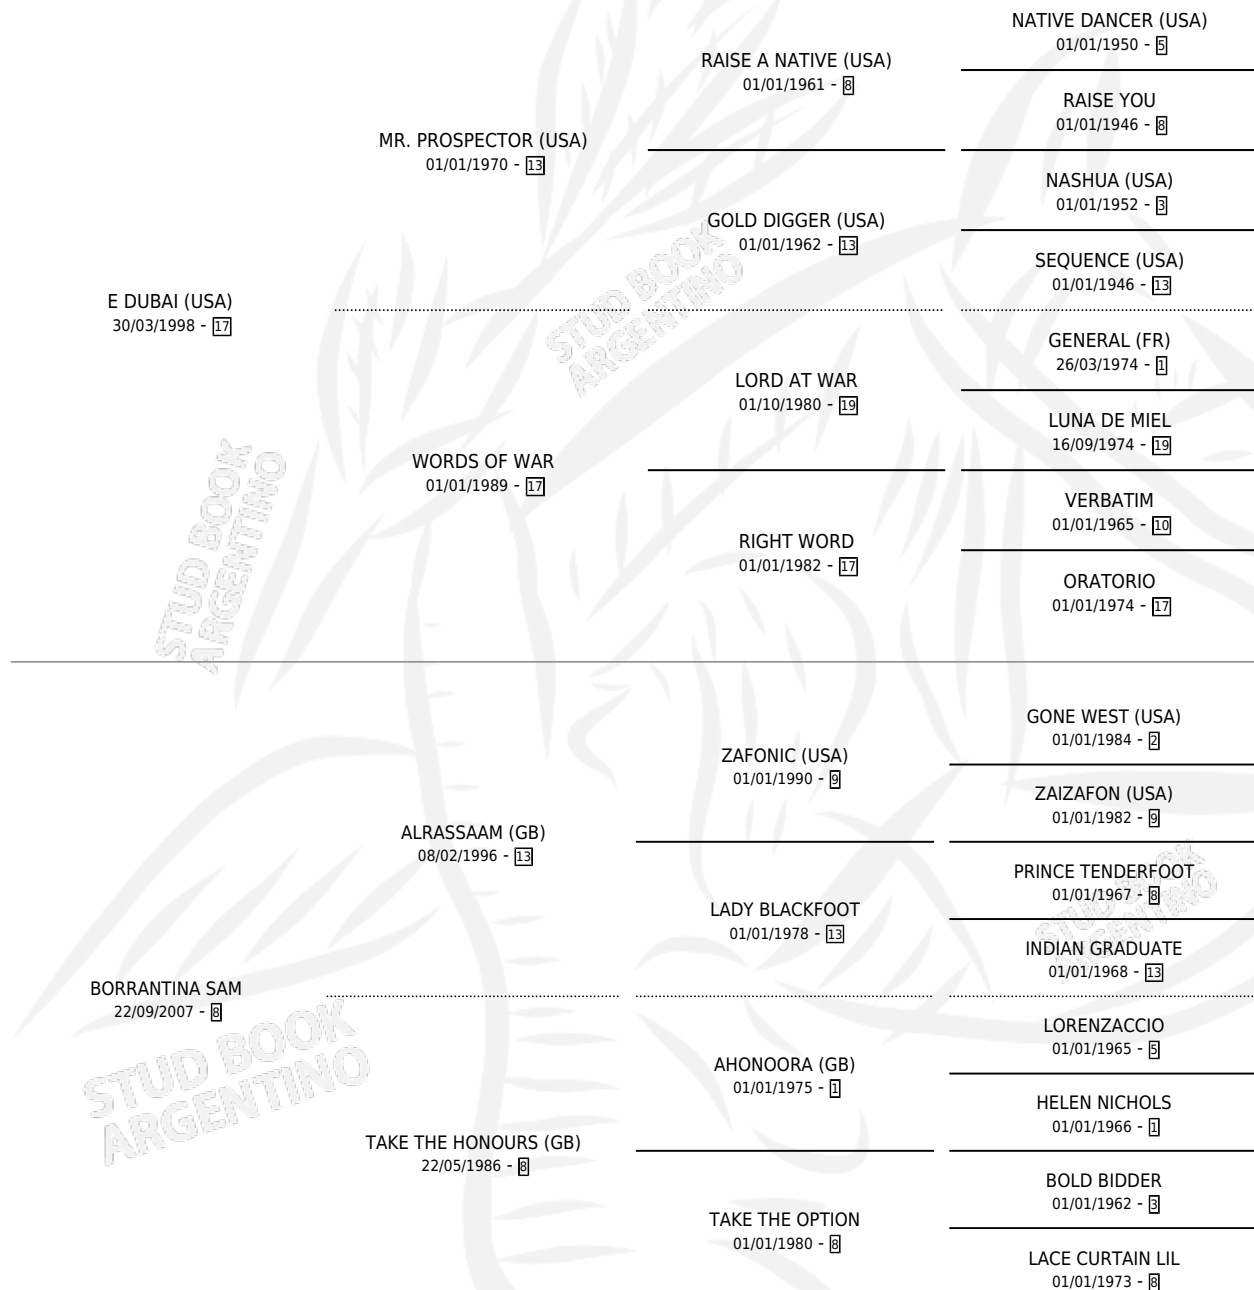 NATIVE DANCER (USA)
01/01/1950 - 5
RAISE A NATIVE (USA)
01/01/1961 - 8
RAISE YOU
01/01/1946 - 8
MR. PROSPECTOR (USA)
01/01/1970 - 13
NASHUA (USA)
01/01/1952 - 3
GOLD DIGGER (USA)
01/01/1962 - 13
SEQUENCE (USA)
01/01/1946 - 13
E DUBAI (USA)
30/03/1998 - 17
STUD BOOK
ARGENTINO
GENERAL (FR)
26/03/1974 - 1
LORD AT WAR
01/10/1980 - 19
LUNA DE MIEL
16/09/1974 - 19
WORDS OF WAR
01/01/1989 - 17
VERBATIM
01/01/1965 - 10
RIGHT WORD
01/01/1982 - 17
ORATORIO
01/01/1974 - 17
STUD BOOK
ARGENTINO
GONE WEST (USA)
01/01/1984 - 2
ZAFONIC (USA)
01/01/1990 - 9
ZAIZAFON (USA)
01/01/1982 - 9
ALRASSAAM (GB)
08/02/1996 - 13
PRINCE TENDERFOOT
01/01/1967 - 8
LADY BLACKFOOT
01/01/1978 - 13
STUD BOOK
ARGENTINO
INDIAN GRADUATE
01/01/1968 - 13
BORRANTINA SAM
22/09/2007 - 8
STUD BOOK
ARGENTINO
LORENZACCIO
01/01/1965 - 5
AHONOORA (GB)
01/01/1975 - 1
HELEN NICHOLS
01/01/1966 - 1
TAKE THE HONOURS (GB)
22/05/1986 - 8
BOLD BIDDER
01/01/1962 - 3
TAKE THE OPTION
01/01/1980 - 8
LACE CURTAIN LIL
01/01/1973 - 8